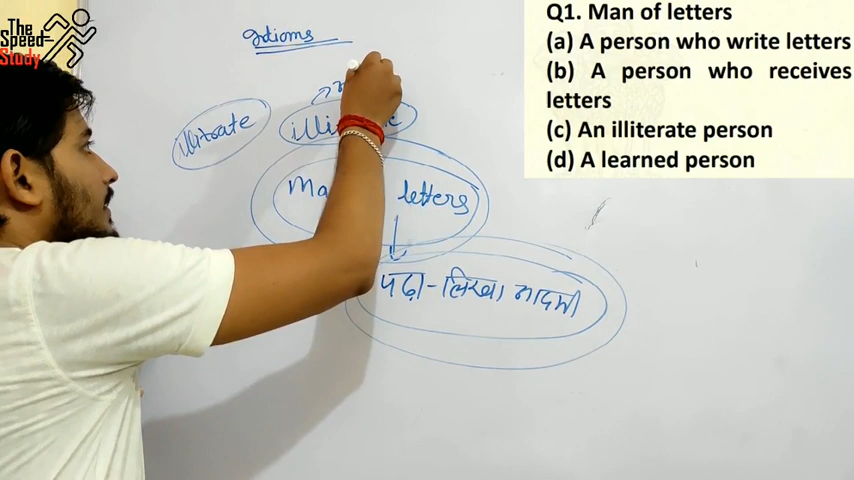 The
Speed
Study
Idioms
illitrate
letters
पढ़ा-लिखा आदमी
Q1. Man of letters
(a) A person who write letters
(b) A person who receives
letters
(c) An illiterate person
(d) A learned person